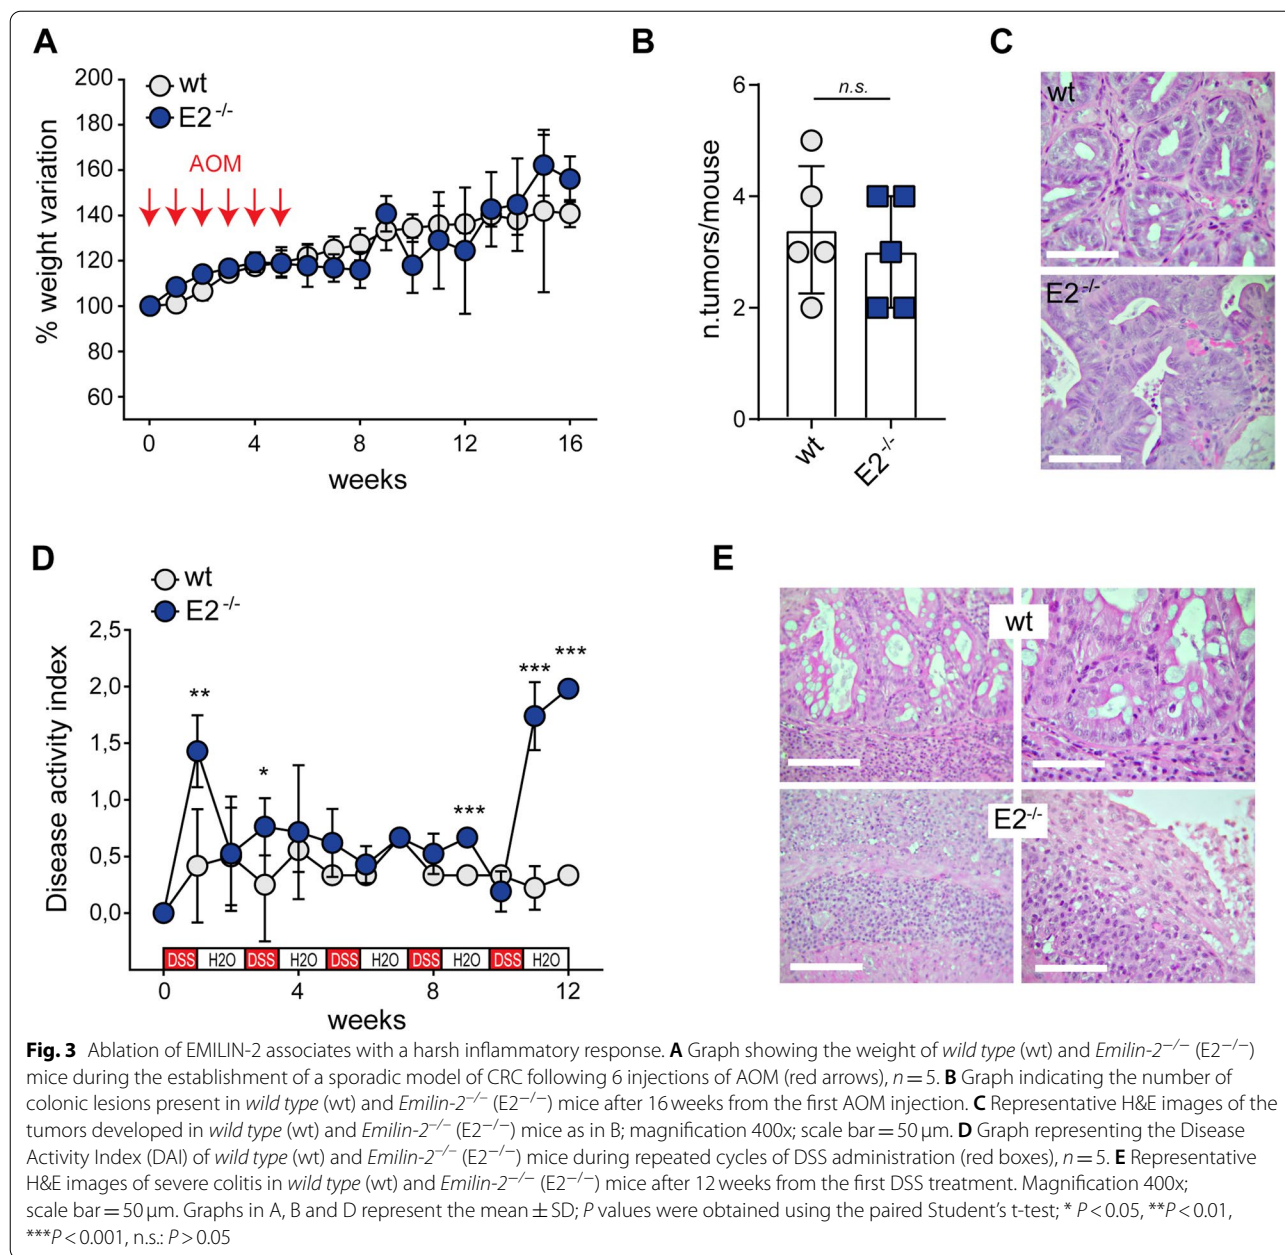 A
wt
E2-/-
200
180
160
140
120
100
80
60
AOM
% weight variation
0 4 8 12 16
weeks
B
6
4
2
0
n.s.
n.tumors/mouse
wt
E2-/-
C
wt
E2-/-
D
wt
E2-/-
2,5
2,0
1,5
1,0
0,5
0,0
Disease activity index
** * *** *** ***
DSS H2O DSS H2O DSS H2O DSS H2O DSS H2O
0 4 8 12
weeks
E
wt
E2-/-
Fig. 3 Ablation of EMILIN-2 associates with a harsh inflammatory response. A Graph showing the weight of wild type (wt) and Emilin-2−/− (E2−/−)
mice during the establishment of a sporadic model of CRC following 6 injections of AOM (red arrows), n = 5. B Graph indicating the number of
colonic lesions present in wild type (wt) and Emilin-2−/− (E2−/−) mice after 16 weeks from the first AOM injection. C Representative H&E images of the
tumors developed in wild type (wt) and Emilin-2−/− (E2−/−) mice as in B; magnification 400x; scale bar = 50 μm. D Graph representing the Disease
Activity Index (DAI) of wild type (wt) and Emilin-2−/− (E2−/−) mice during repeated cycles of DSS administration (red boxes), n = 5. E Representative
H&E images of severe colitis in wild type (wt) and Emilin-2−/− (E2−/−) mice after 12 weeks from the first DSS treatment. Magnification 400x;
scale bar = 50 μm. Graphs in A, B and D represent the mean ± SD; P values were obtained using the paired Student's t-test; * P < 0.05, **P < 0.01,
***P < 0.001, n.s.: P > 0.05